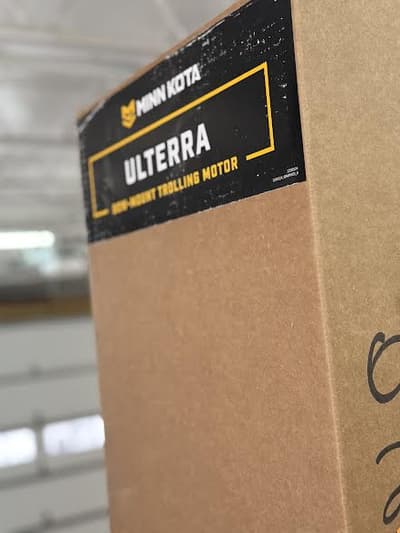 MINN KOTA
ULTERRA
BOW-MOUNT TROLLING MOTOR